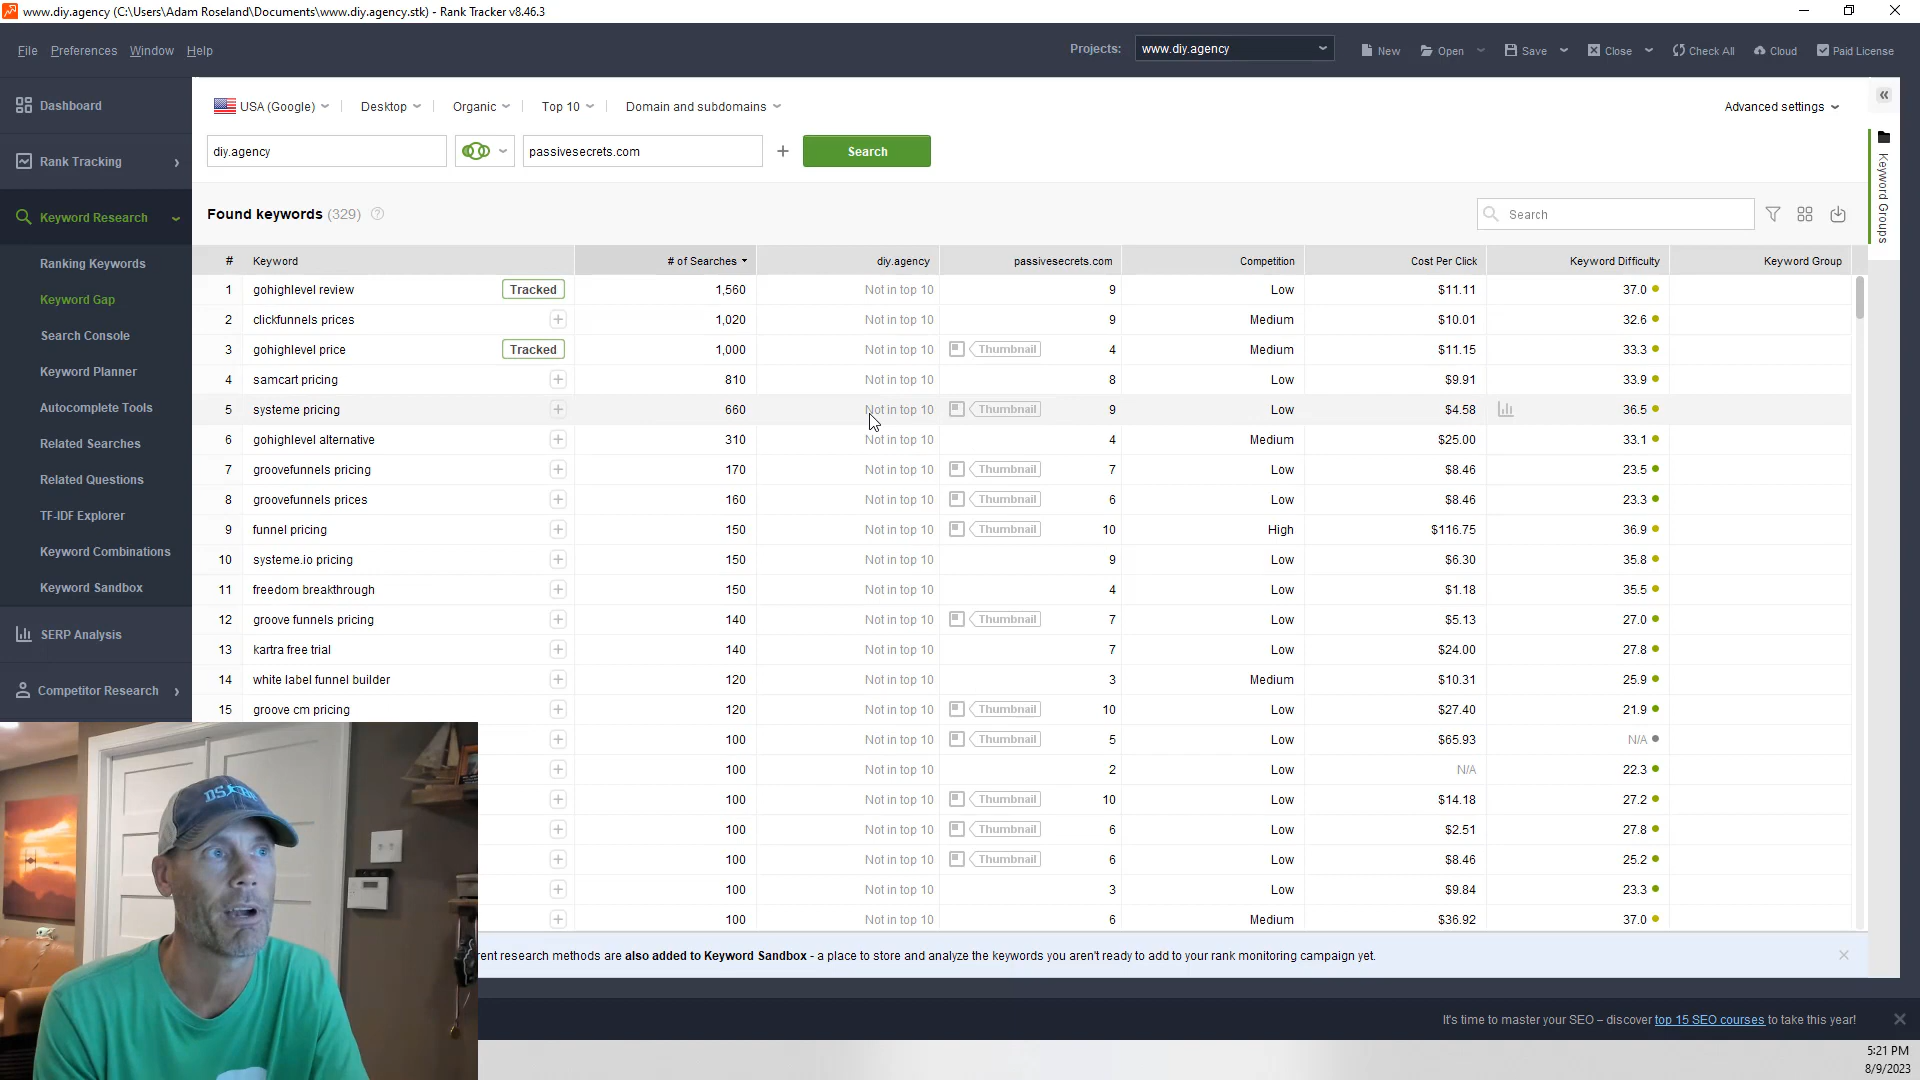 www.diy.agency (C:\Users\Adam Roseland\Documents\www.diy.agency.stk) - Rank Tracker v8.46.3
File Preferences Window Help Projects: www.diy.agency New Open Save Close Check All Cloud Paid License
Dashboard
Rank Tracking
Keyword Research
Ranking Keywords
Keyword Gap
Search Console
Keyword Planner
Autocomplete Tools
Related Searches
Related Questions
TF-IDF Explorer
Keyword Combinations
Keyword Sandbox
SERP Analysis
Competitor Research
USA (Google) Desktop Organic Top 10 Domain and subdomains Advanced settings
diy.agency passivesecrets.com + Search
Found keywords (329) ? Search
Keyword Groups
# Keyword # of Searches diy.agency passivesecrets.com Competition Cost Per Click Keyword Difficulty Keyword Group
1 gohighlevel review Tracked 1,560 Not in top 10 9 Low $11.11 37.0
2 clickfunnels prices 1,020 Not in top 10 9 Medium $10.01 32.6
3 gohighlevel price Tracked 1,000 Not in top 10 Thumbnail 4 Medium $11.15 33.3
4 samcart pricing 810 Not in top 10 8 Low $9.91 33.9
5 systeme pricing 660 Not in top 10 Thumbnail 9 Low $4.58 36.5
6 gohighlevel alternative 310 Not in top 10 4 Medium $25.00 33.1
7 groovefunnels pricing 170 Not in top 10 Thumbnail 7 Low $8.46 23.5
8 groovefunnels prices 160 Not in top 10 Thumbnail 6 Low $8.46 23.3
9 funnel pricing 150 Not in top 10 Thumbnail 10 High $116.75 36.9
10 systeme.io pricing 150 Not in top 10 9 Low $6.30 35.8
11 freedom breakthrough 150 Not in top 10 4 Low $1.18 35.5
12 groove funnels pricing 140 Not in top 10 Thumbnail 7 Low $5.13 27.0
13 kartra free trial 140 Not in top 10 7 Low $24.00 27.8
14 white label funnel builder 120 Not in top 10 3 Medium $10.31 25.9
15 groove cm pricing 120 Not in top 10 Thumbnail 10 Low $27.40 21.9
100 Not in top 10 Thumbnail 5 Low $65.93 N/A
100 Not in top 10 2 Low N/A 22.3
100 Not in top 10 Thumbnail 10 Low $14.18 27.2
100 Not in top 10 Thumbnail 6 Low $2.51 27.8
100 Not in top 10 Thumbnail 6 Low $8.46 25.2
100 Not in top 10 3 Low $9.84 23.3
100 Not in top 10 6 Medium $36.92 37.0
rent research methods are also added to Keyword Sandbox - a place to store and analyze the keywords you aren't ready to add to your rank monitoring campaign yet.
It's time to master your SEO – discover top 15 SEO courses to take this year!
5:21 PM
8/9/2023